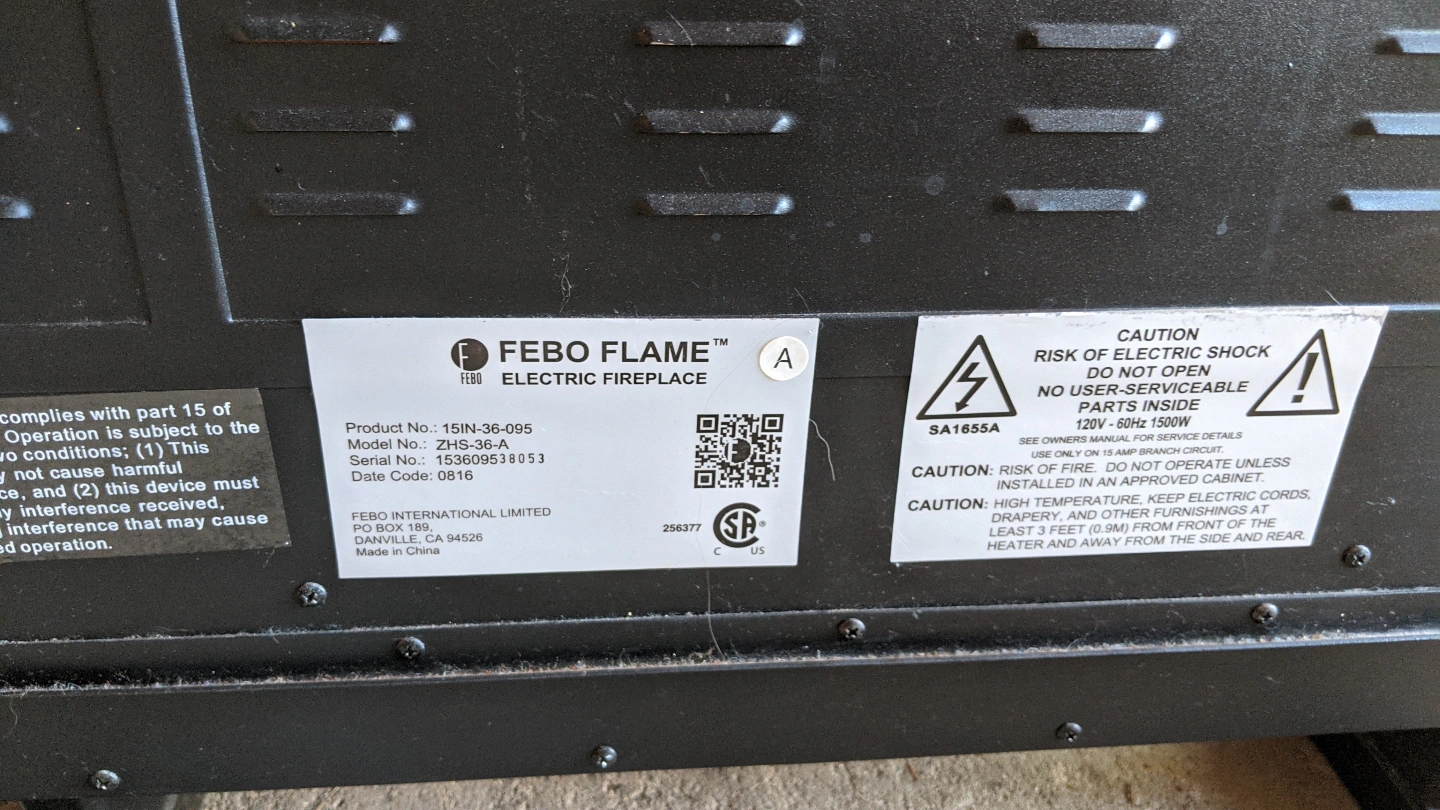 complies with part 15 of
Operation is subject to the
two conditions; (1) This
not cause harmful
and (2) this device must
interference received,
interference that may cause
operation.
F
FEBO
FEBO FLAME™
ELECTRIC FIREPLACE
A
Product No.: 15IN-36-095
Model No.: ZHS-36-A
Serial No.: 153609538053
Date Code: 0816
FEBO INTERNATIONAL LIMITED
PO BOX 189,
DANVILLE, CA 94526
Made in China
256377
SA®
C US
SA1655A
CAUTION
RISK OF ELECTRIC SHOCK
DO NOT OPEN
NO USER-SERVICEABLE
PARTS INSIDE
120V - 60Hz 1500W
!
SEE OWNERS MANUAL FOR SERVICE DETAILS
USE ONLY ON 15 AMP BRANCH CIRCUIT.
CAUTION: RISK OF FIRE. DO NOT OPERATE UNLESS
INSTALLED IN AN APPROVED CABINET.
CAUTION: HIGH TEMPERATURE, KEEP ELECTRIC CORDS,
DRAPERY, AND OTHER FURNISHINGS AT
LEAST 3 FEET (0.9M) FROM FRONT OF THE
HEATER AND AWAY FROM THE SIDE AND REAR.